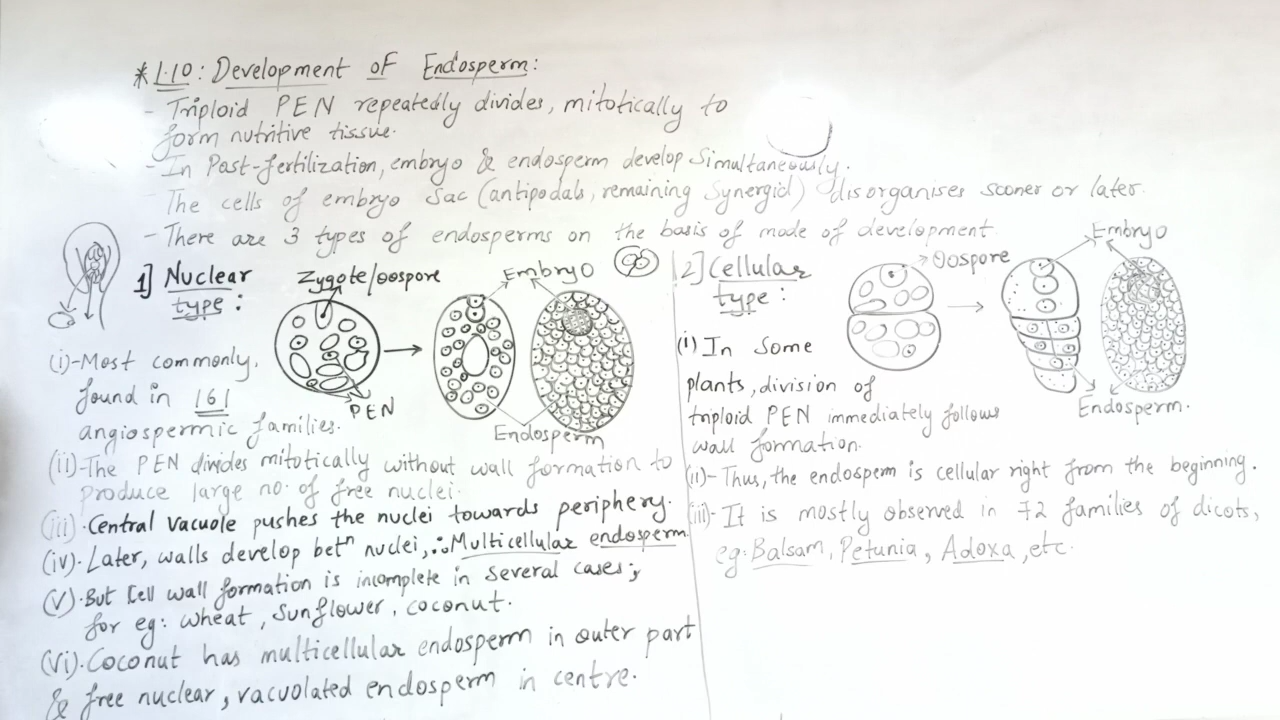 *1.10: Development of Endosperm:
- Triploid PEN repeatedly divides, mitotically to
form nutritive tissue.
- In Post-fertilization, embryo & endosperm develop simultaneously.
- The cells of embryo sac (antipodals, remaining synergid) disorganises sooner or later.
- There are 3 types of endosperms on the basis of mode of development.
1] Nuclear
type:
Zygote/oospore
Embryo
PEN
Endosperm
(i)-Most commonly,
found in 161
angiospermic families.
(ii)-The PEN divides mitotically without wall formation to
produce large no. of free nuclei.
(iii). Central vacuole pushes the nuclei towards periphery.
(iv). Later, walls develop betⁿ nuclei, ∴ Multicellular endosperm
(v). But cell wall formation is incomplete in several cases;
for eg: wheat, sunflower, coconut.
(vi). Coconut has multicellular endosperm in outer part
& free nuclear, vacuolated endosperm in centre.
2] Cellular
type:
Oospore
Embryo
Endosperm.
(i) In some
plants, division of
triploid PEN immediately follows
wall formation.
(ii)- Thus, the endosperm is cellular right from the beginning.
(iii)- It is mostly observed in 72 families of dicots,
eg: Balsam, Petunia, Adoxa, etc.